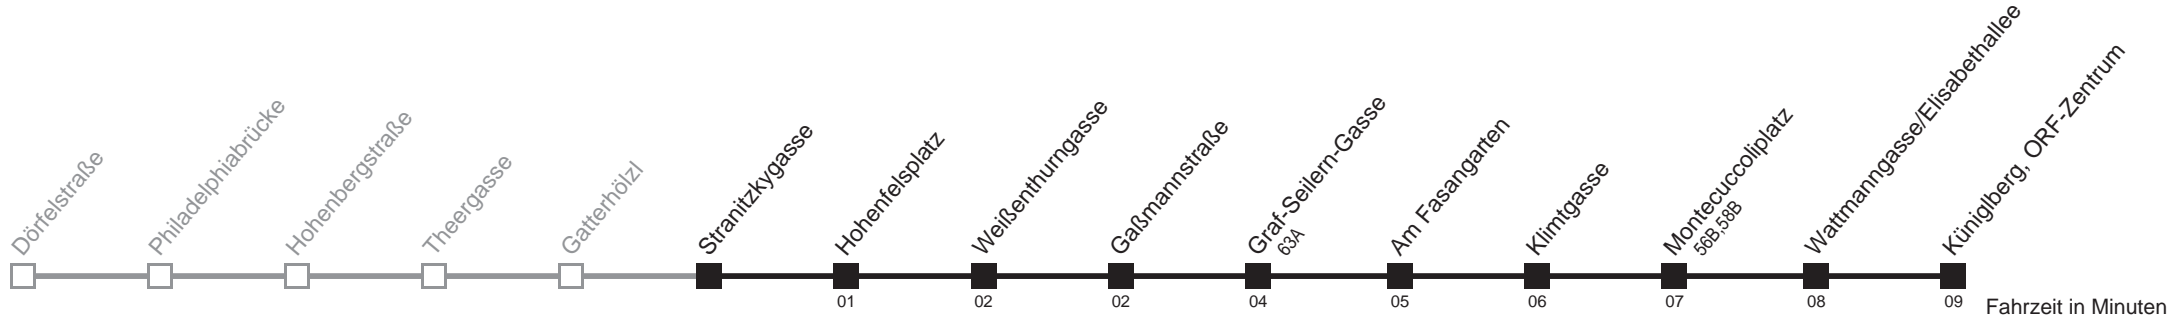 Dörfelstraße
Philadelphiabrücke
Hohenbergstraße
Theergasse
Gatterhölzl
Stranitzkygasse
Hohenfelsplatz
Weißenthurngasse
Gaßmannstraße
Graf-Seilern-Gasse
63A
Am Fasangarten
Klimtgasse
Montecuccoliplatz
56B,58B
Wattmanngasse/Elisabethallee
Küniglberg, ORF-Zentrum
01 02 02 04 05 06 07 08 09 Fahrzeit in Minuten